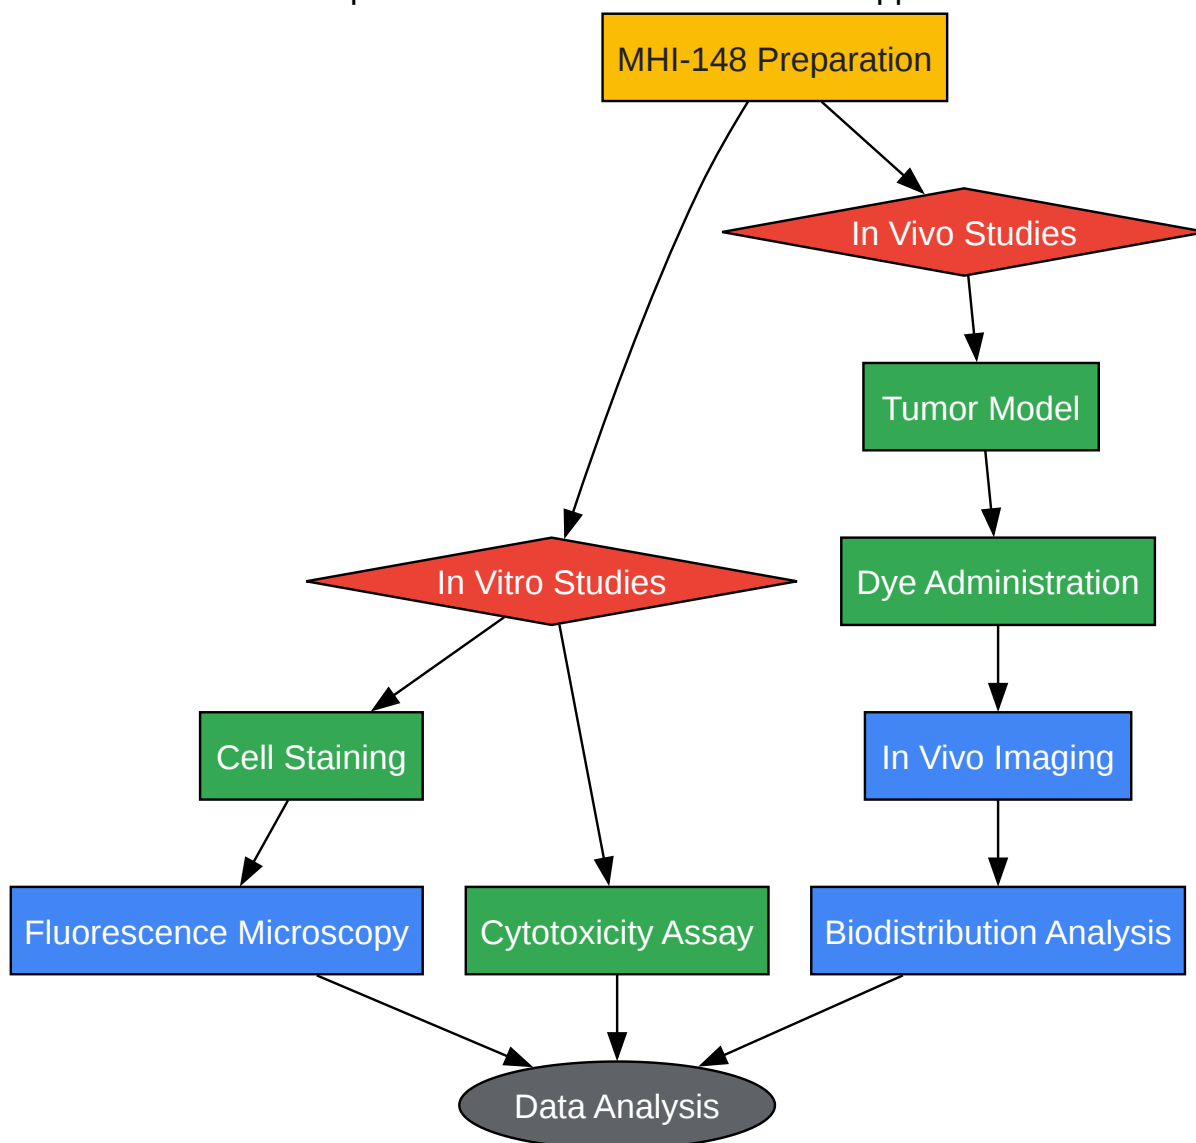 MHI-148 Preparation
In Vivo Studies
Tumor Model
In Vitro Studies
Dye Administration
Cell Staining
In Vivo Imaging
Fluorescence Microscopy
Cytotoxicity Assay
Biodistribution Analysis
Data Analysis